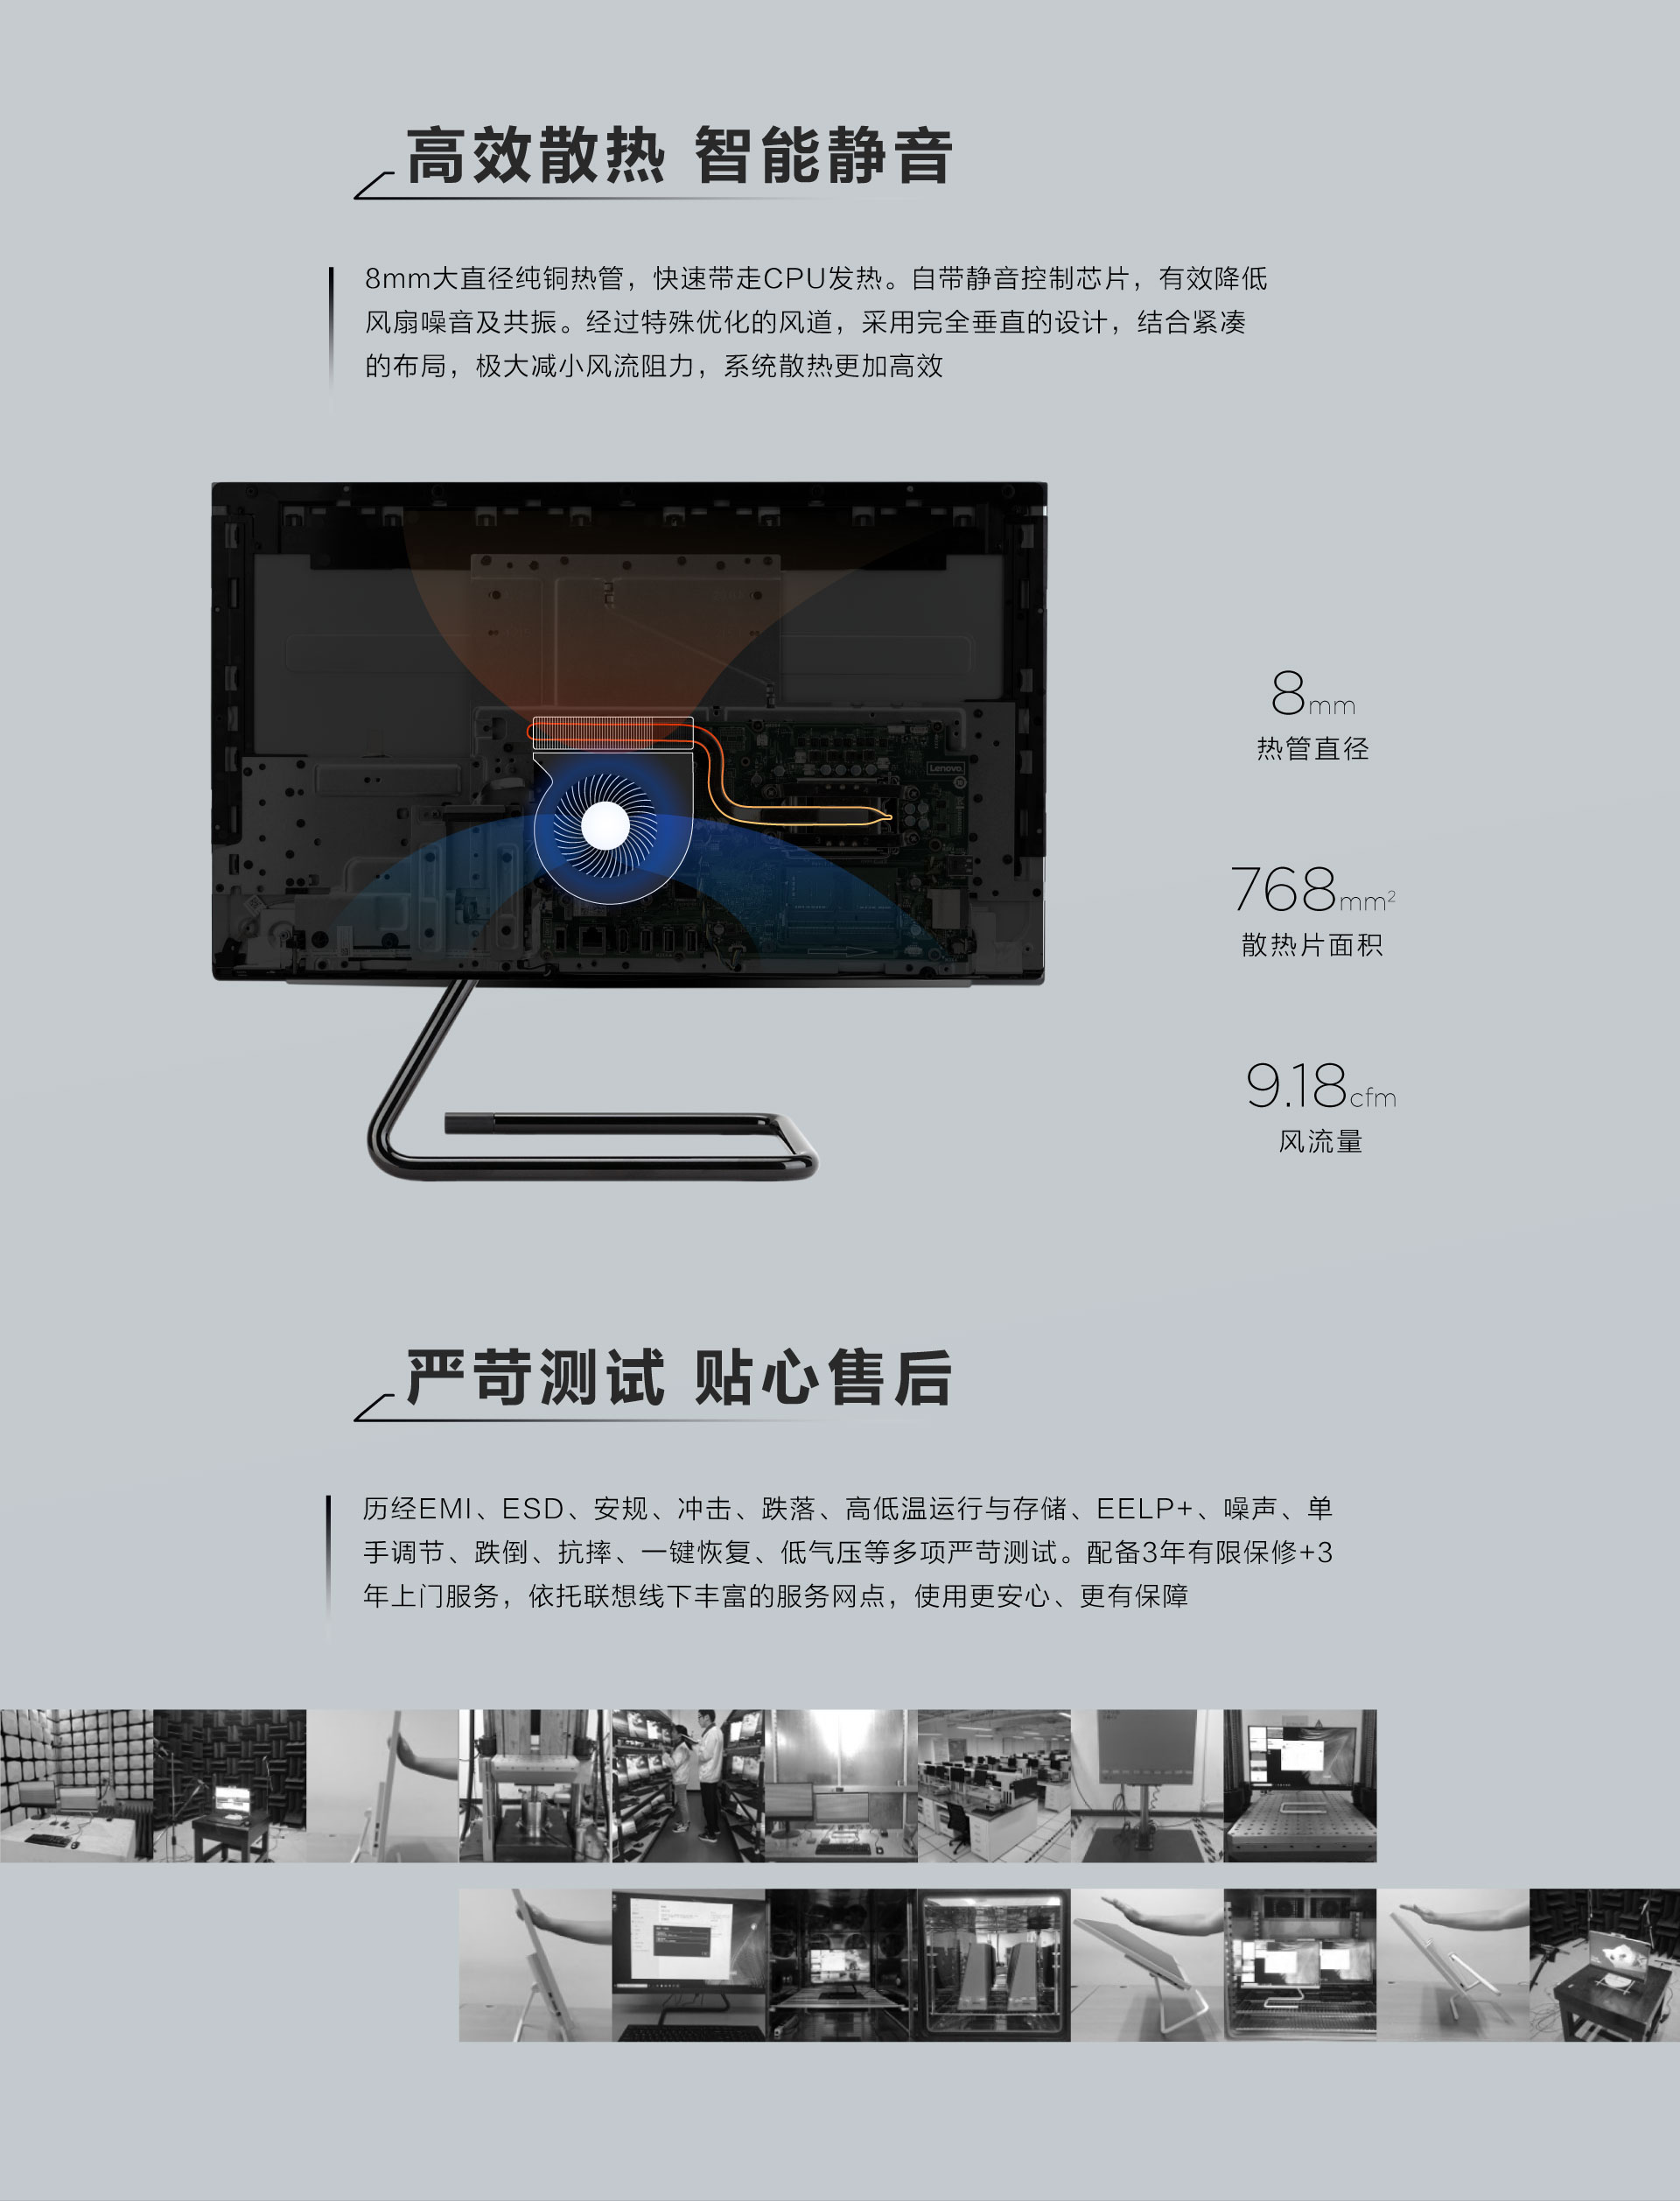 高效散热 智能静音
8mm大直径纯铜热管，快速带走CPU发热。自带静音控制芯片，有效降低
风扇噪音及共振。经过特殊优化的风道，采用完全垂直的设计，结合紧凑
的布局，极大减小风流阻力，系统散热更加高效
Lenovo
8mm
热管直径
768mm²
散热片面积
9.18cfm
风流量
严苛测试 贴心售后
历经EMI、ESD、安规、冲击、跌落、高低温运行与存储、EELP+、噪声、单
手调节、跌倒、抗摔、一键恢复、低气压等多项严苛测试。配备3年有限保修+3
年上门服务，依托联想线下丰富的服务网点，使用更安心、更有保障